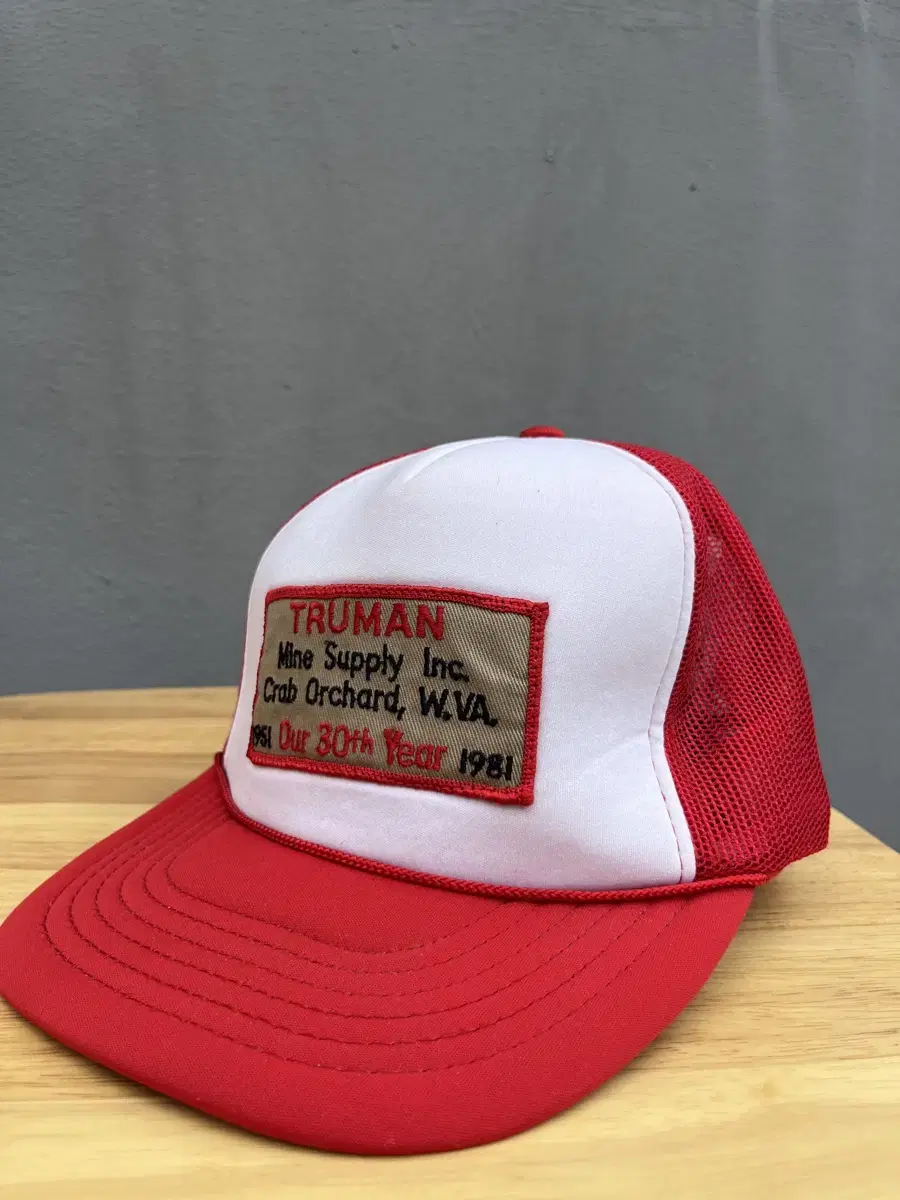 TRUMAN
Mine Supply Inc.
Crab Orchard, W.VA.
1951 Our 30th Year 1981